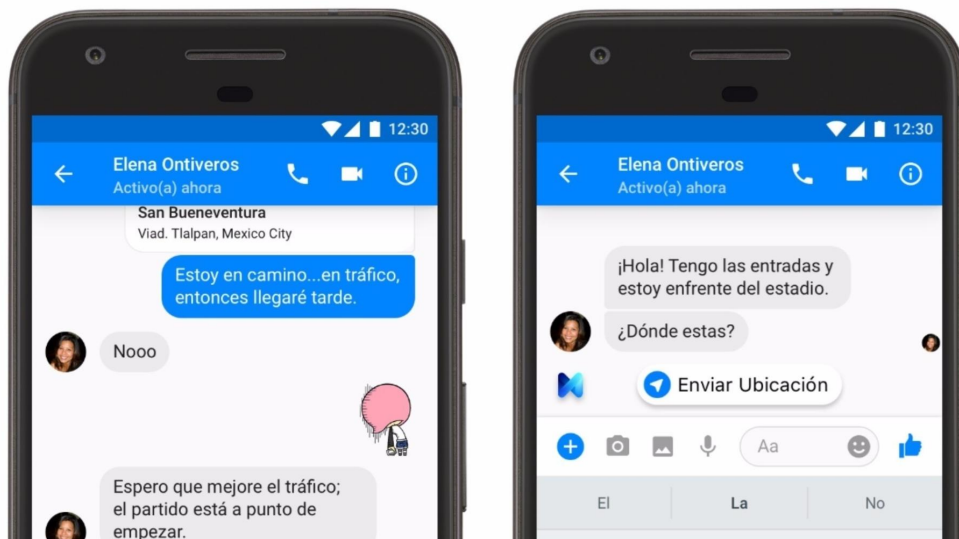 12:30
Elena Ontiveros
Activo(a) ahora
San Bueneventura
Viad. Tlalpan, Mexico City
Estoy en camino...en tráfico,
entonces llegaré tarde.
Nooo
Espero que mejore el tráfico;
el partido está a punto de
empezar.
12:30
Elena Ontiveros
Activo(a) ahora
¡Hola! Tengo las entradas y
estoy enfrente del estadio.
¿Dónde estas?
Enviar Ubicación
Aa
El
La
No